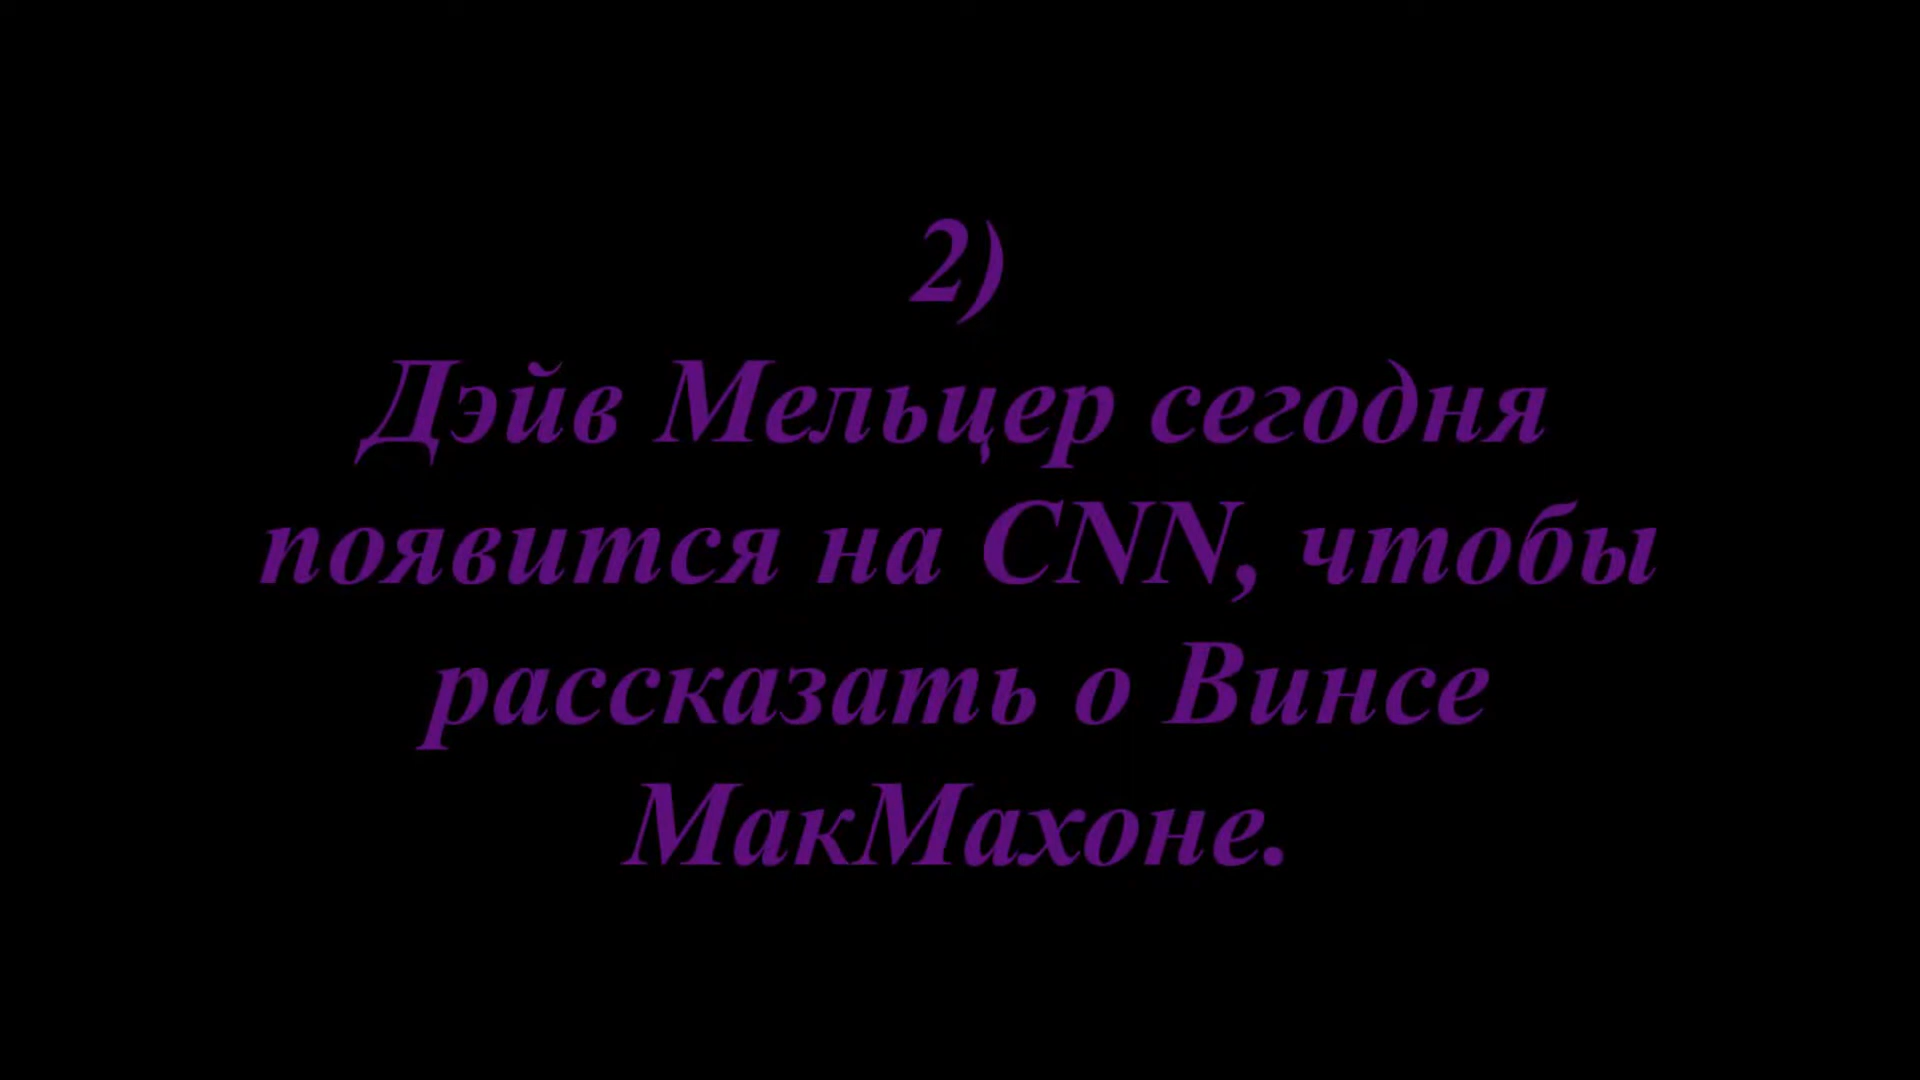 2)
Дэйв Мельцер сегодня
появится на CNN, чтобы
рассказать о Винсе
МакМахоне.